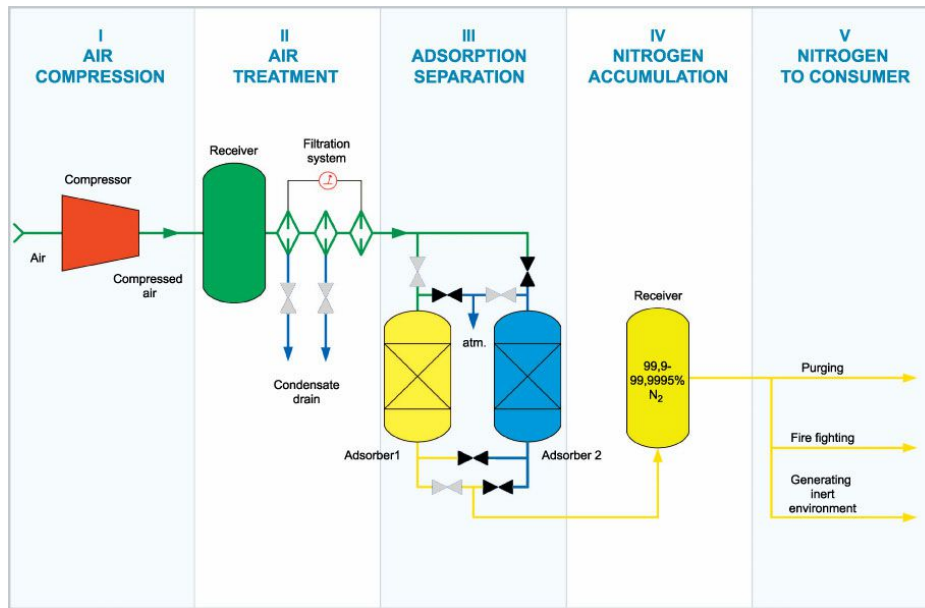 I
AIR
COMPRESSION
II
AIR
TREATMENT
III
ADSORPTION
SEPARATION
IV
NITROGEN
ACCUMULATION
V
NITROGEN
TO CONSUMER
Compressor
Air
Compressed
air
Receiver
Filtration
system
Condensate
drain
atm.
Adsorber1
Adsorber 2
Receiver
99,9-
99,9995%
N₂
Purging
Fire fighting
Generating
inert
environment